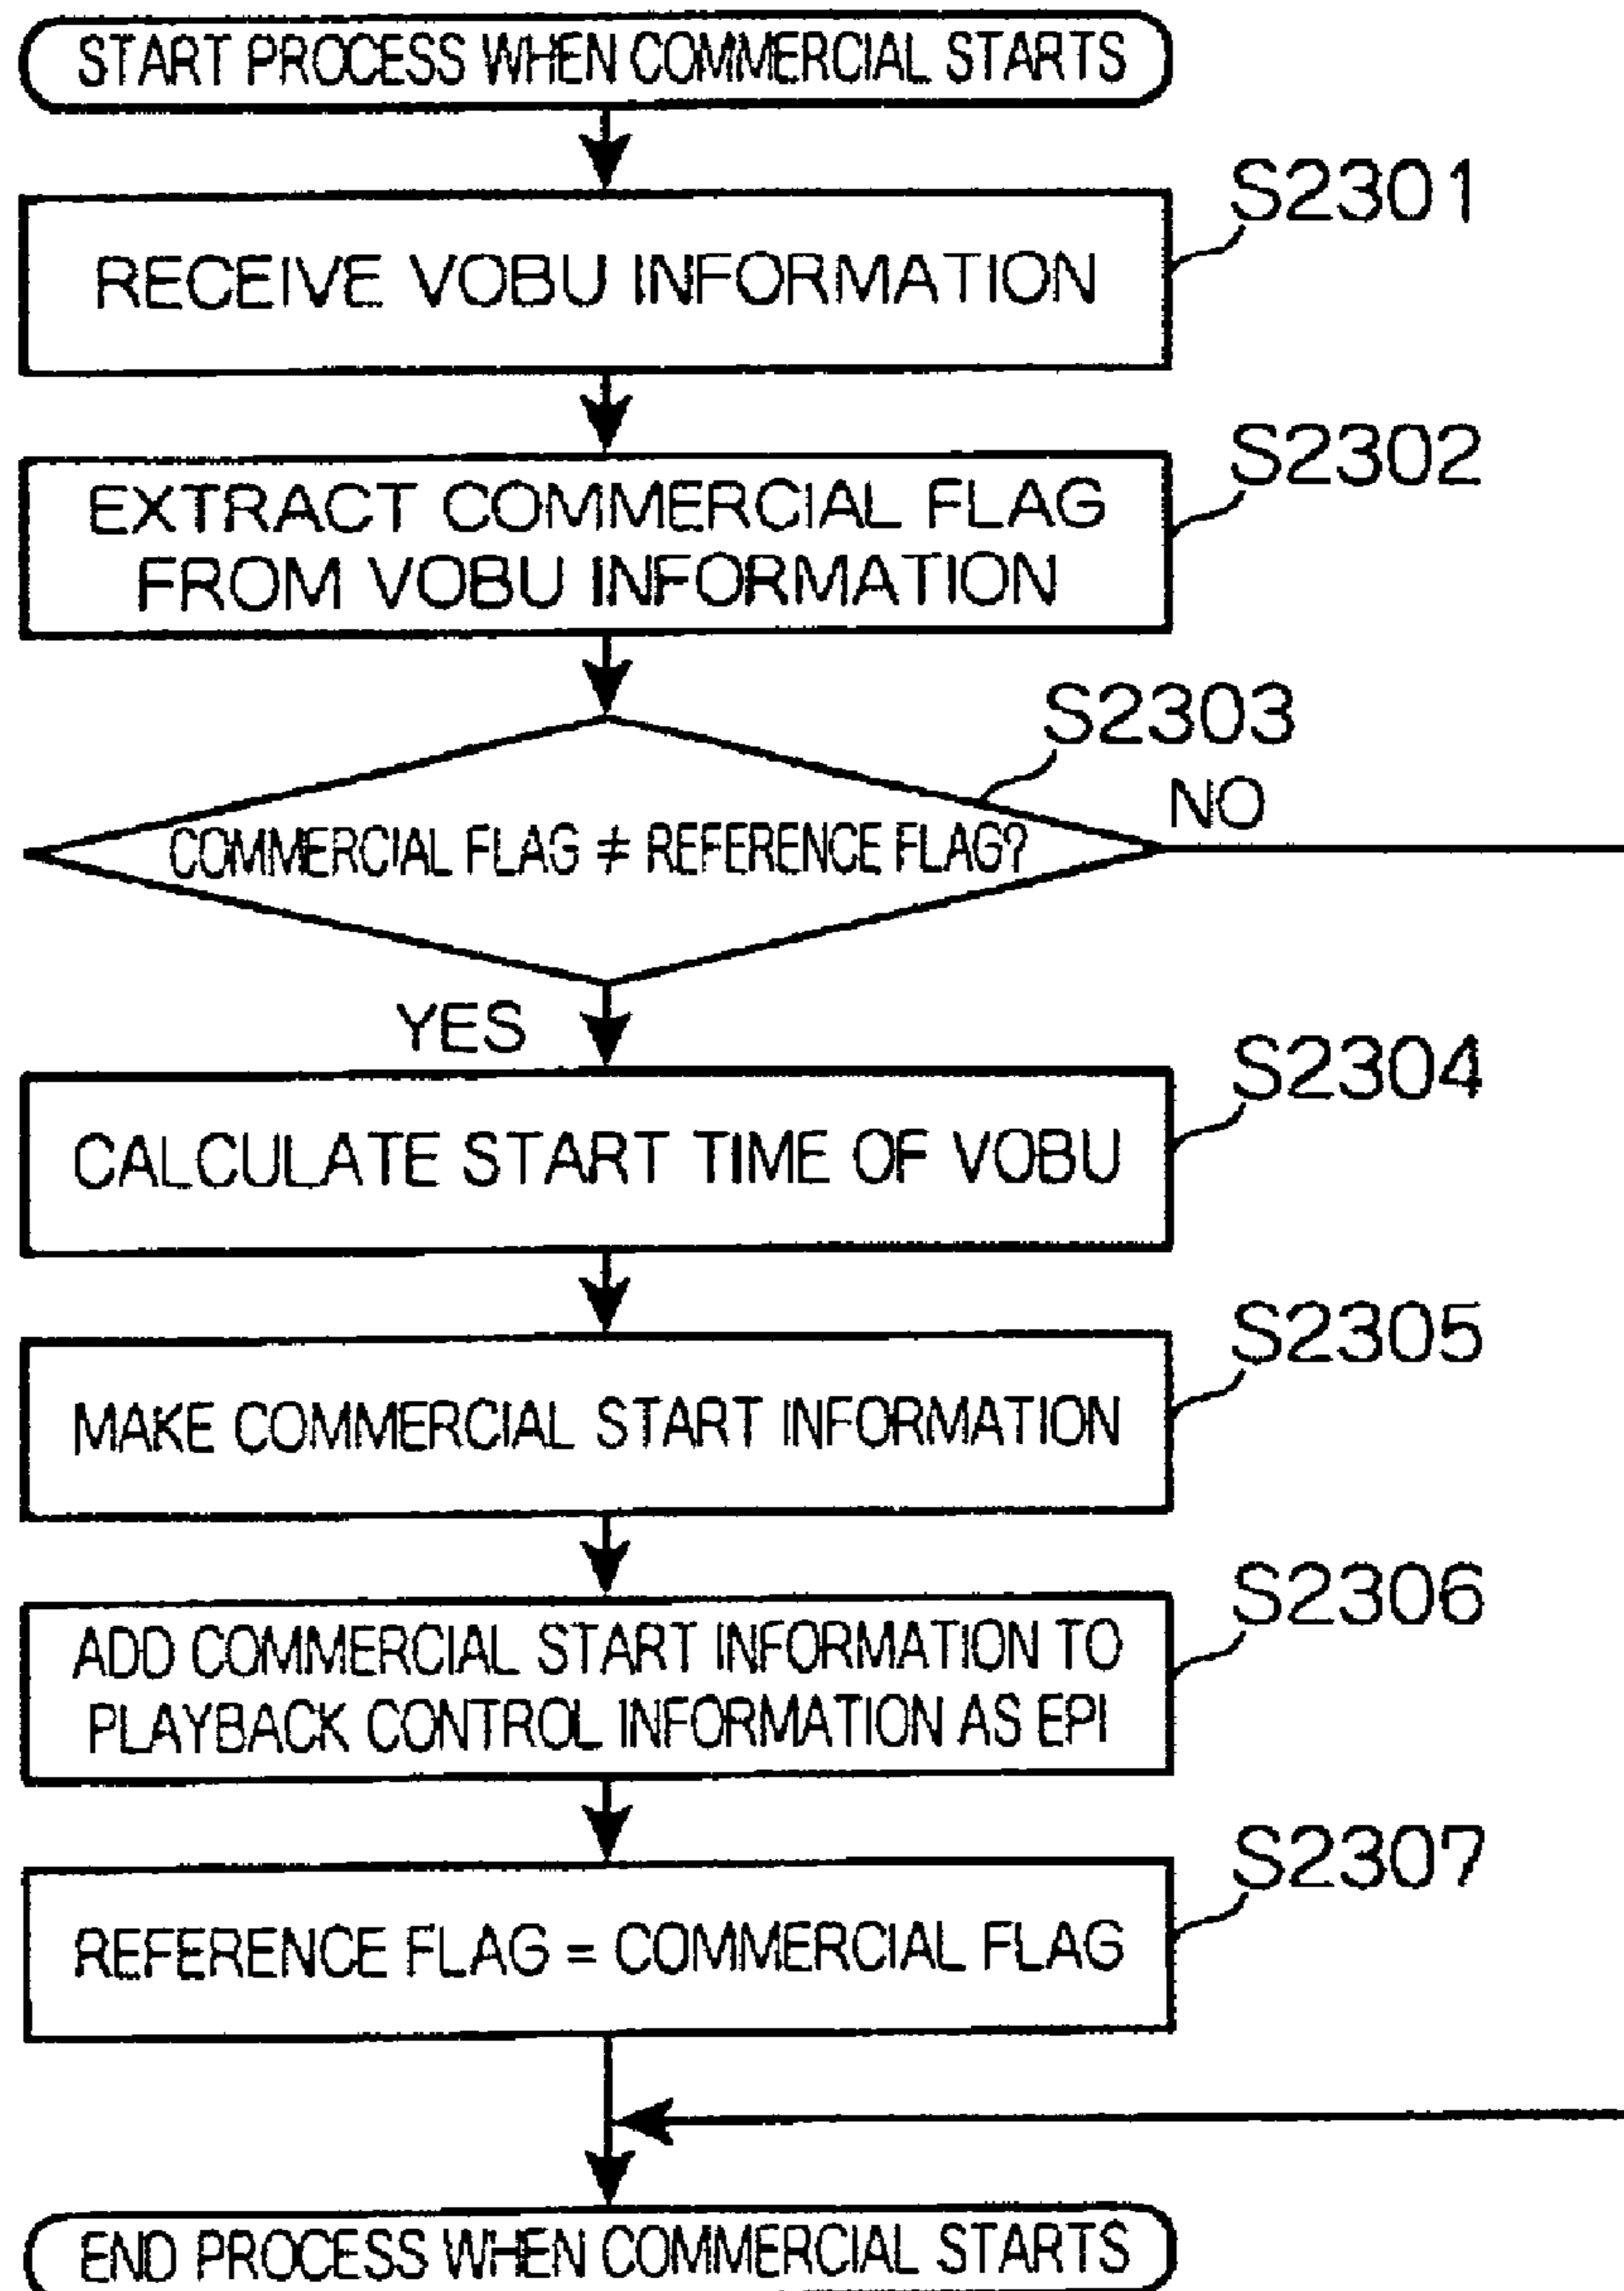 START PROCESS WHEN COMMERCIAL STARTS
S2301
RECEIVE VOBU INFORMATION
S2302
EXTRACT COMMERCIAL FLAG
FROM VOBU INFORMATION
S2303
NO
COMMERCIAL FLAG ≠ REFERENCE FLAG?
YES
S2304
CALCULATE START TIME OF VOBU
S2305
MAKE COMMERCIAL START INFORMATION
S2306
ADD COMMERCIAL START INFORMATION TO
PLAYBACK CONTROL INFORMATION AS EPI
S2307
REFERENCE FLAG = COMMERCIAL FLAG
END PROCESS WHEN COMMERCIAL STARTS